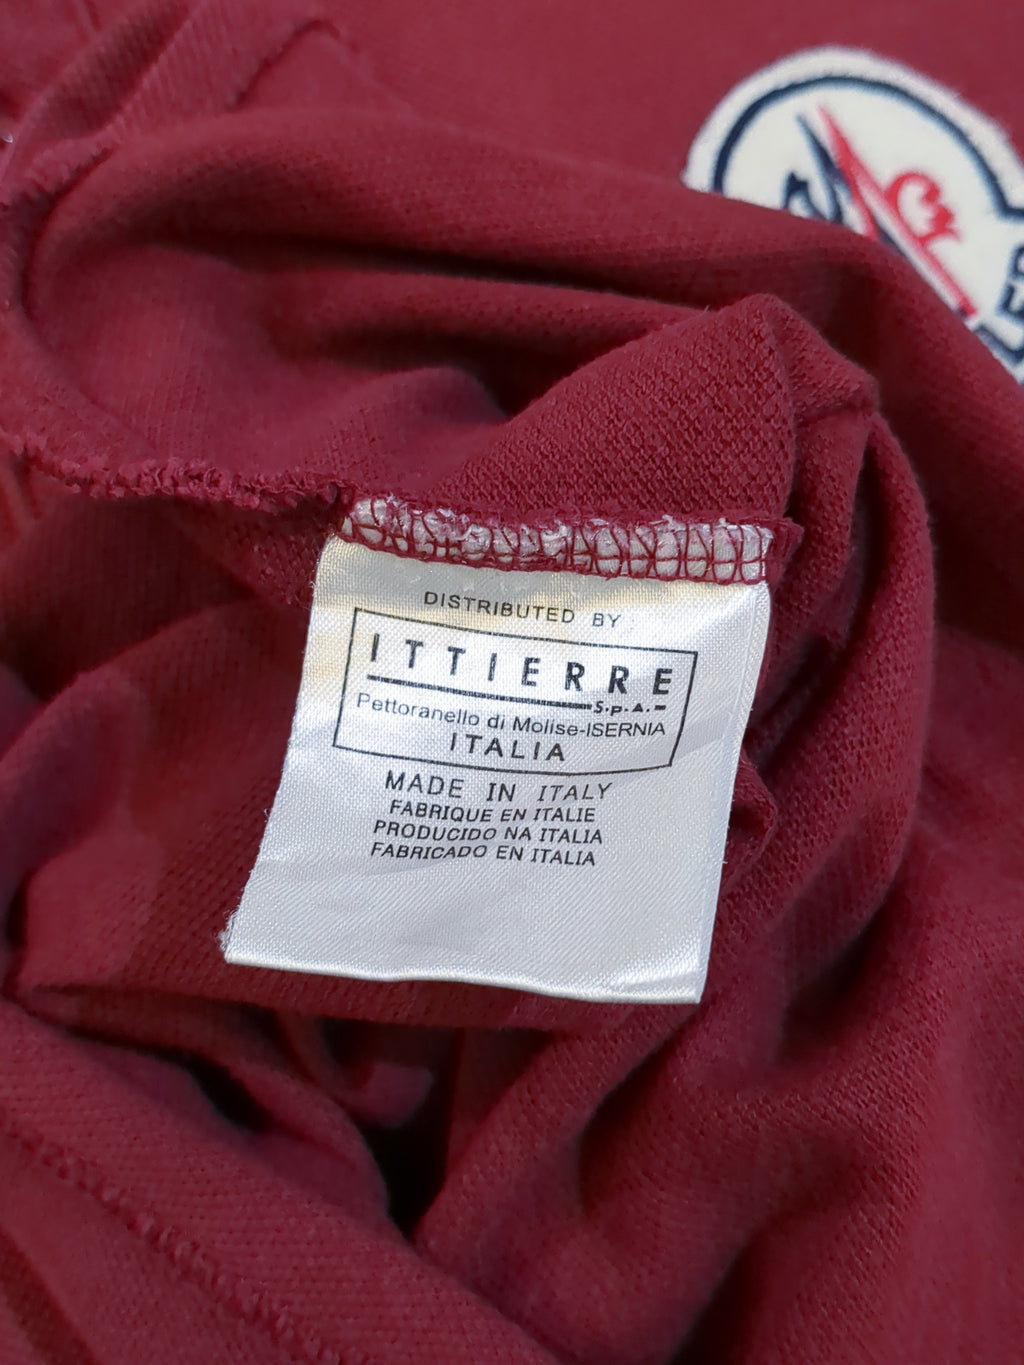 DISTRIBUTED BY :
ITTIERRE
S.p.A.
Pettoranello di Molise-ISERNIA
ITALIA
MADE IN ITALY
FABRIQUE EN ITALIE
PRODUCIDO NA ITALIA
FABRICADO EN ITALIA